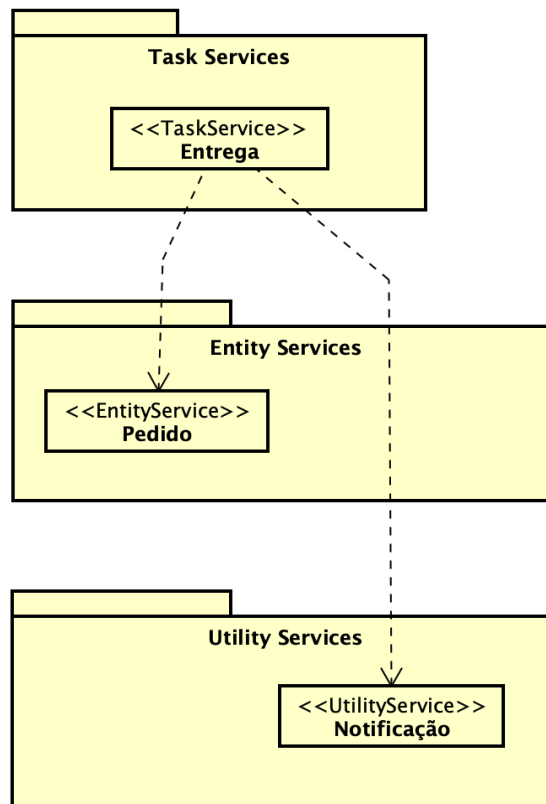 Task Services
<<TaskService>>
Entrega
Entity Services
<<EntityService>>
Pedido
Utility Services
<<UtilityService>>
Notificação